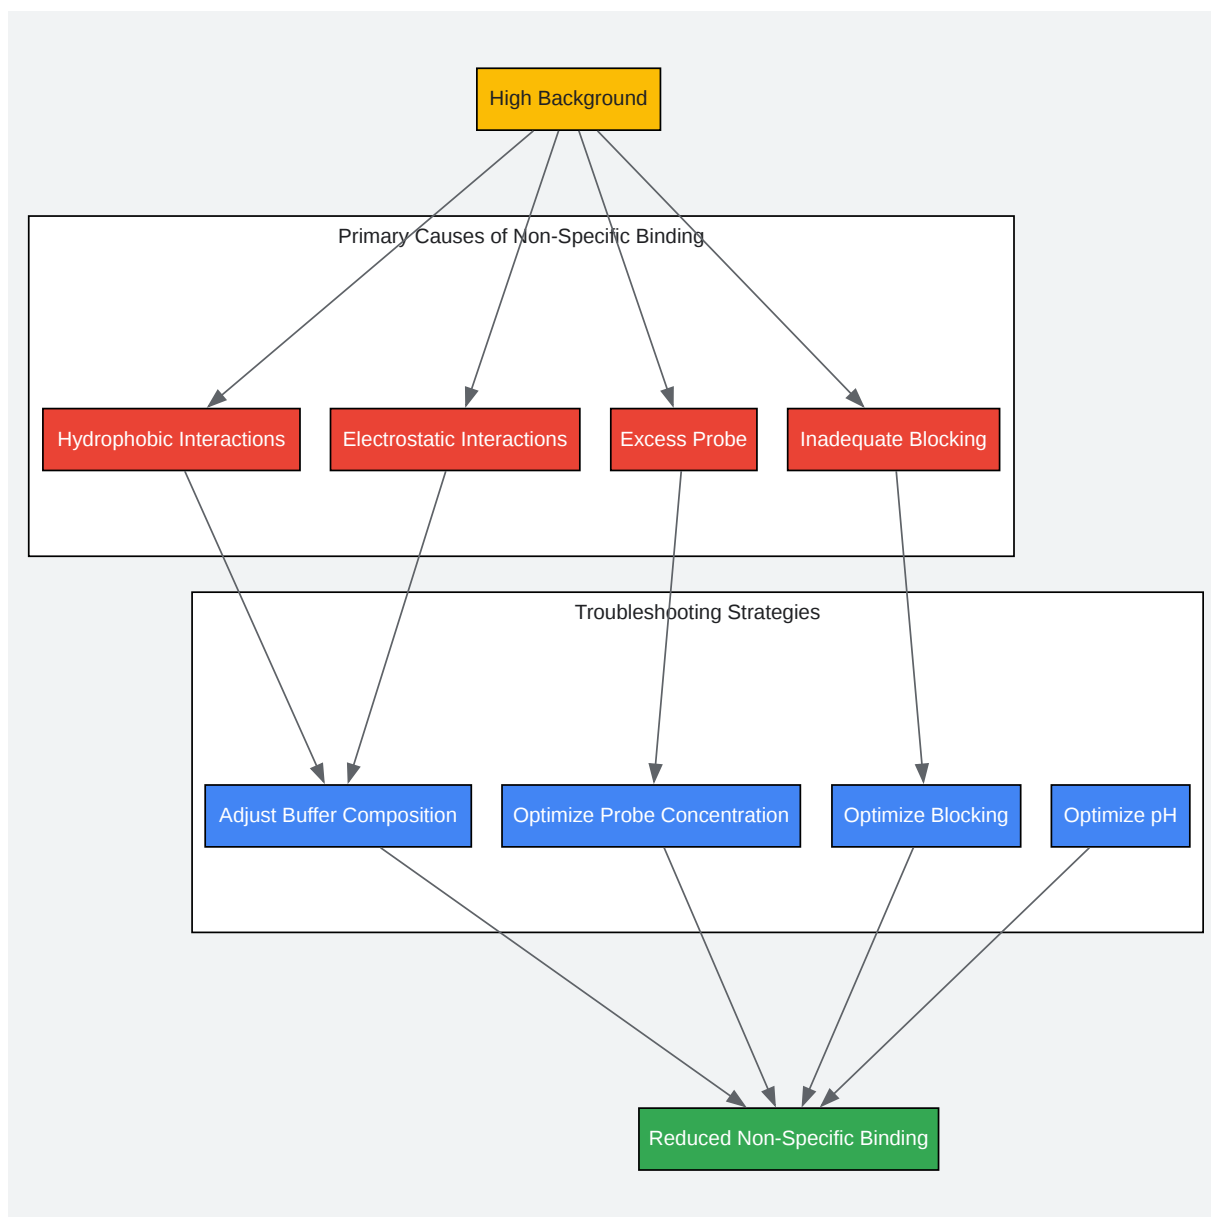 High Background
Primary Causes of Non-Specific Binding
Hydrophobic Interactions
Electrostatic Interactions
Excess Probe
Inadequate Blocking
Troubleshooting Strategies
Adjust Buffer Composition
Optimize Probe Concentration
Optimize Blocking
Optimize pH
Reduced Non-Specific Binding